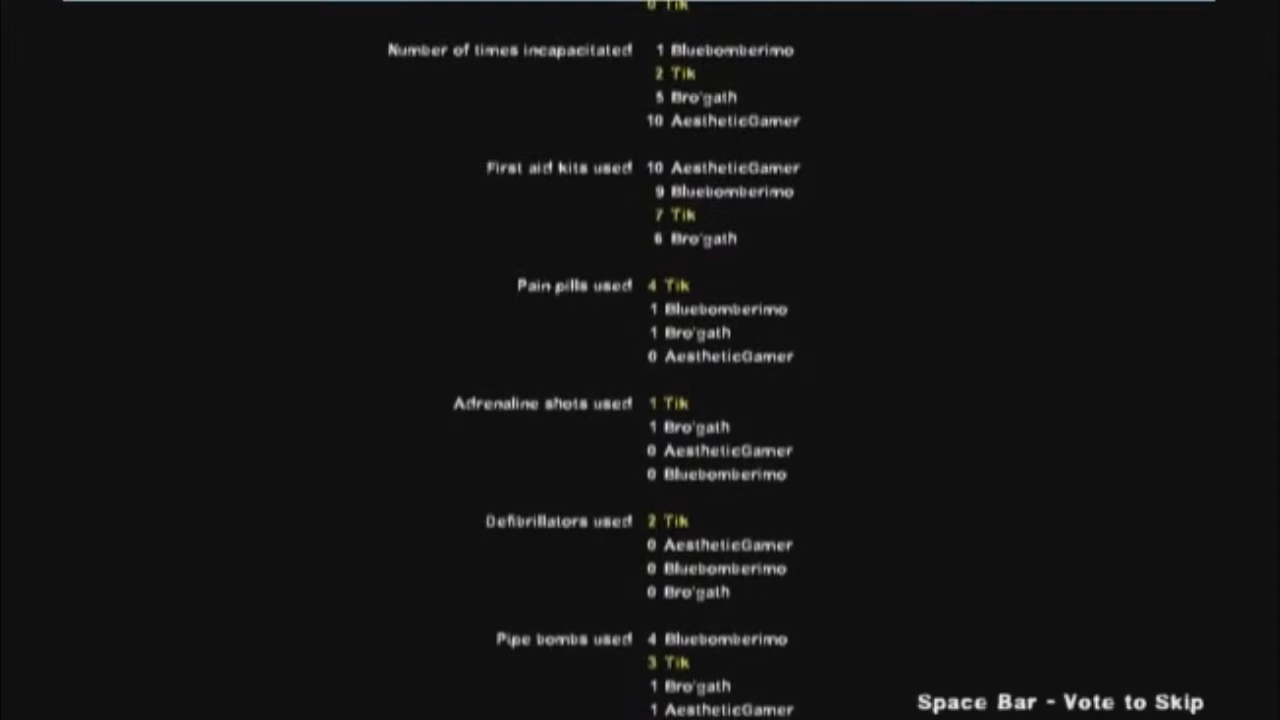 0 Tik
Number of times incapacitated 1 Bluebomberimo
2 Tik
5 Bro'gath
10 AestheticGamer
First aid kits used 10 AestheticGamer
9 Bluebomberimo
7 Tik
6 Bro'gath
Pain pills used 4 Tik
1 Bluebomberimo
1 Bro'gath
0 AestheticGamer
Adrenaline shots used 1 Tik
1 Bro'gath
0 AestheticGamer
0 Bluebomberimo
Defibrillators used 2 Tik
0 AestheticGamer
0 Bluebomberimo
0 Bro'gath
Pipe bombs used 4 Bluebomberimo
3 Tik
1 Bro'gath
1 AestheticGamer
Space Bar - Vote to Skip